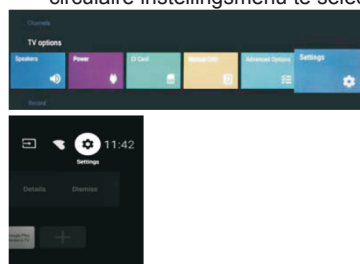 circulaire instellingsmenu te selec
Channels
TV options
Speakers Power CI Card Advanced Options Settings
Record
11:42
Settings
Details Dismiss